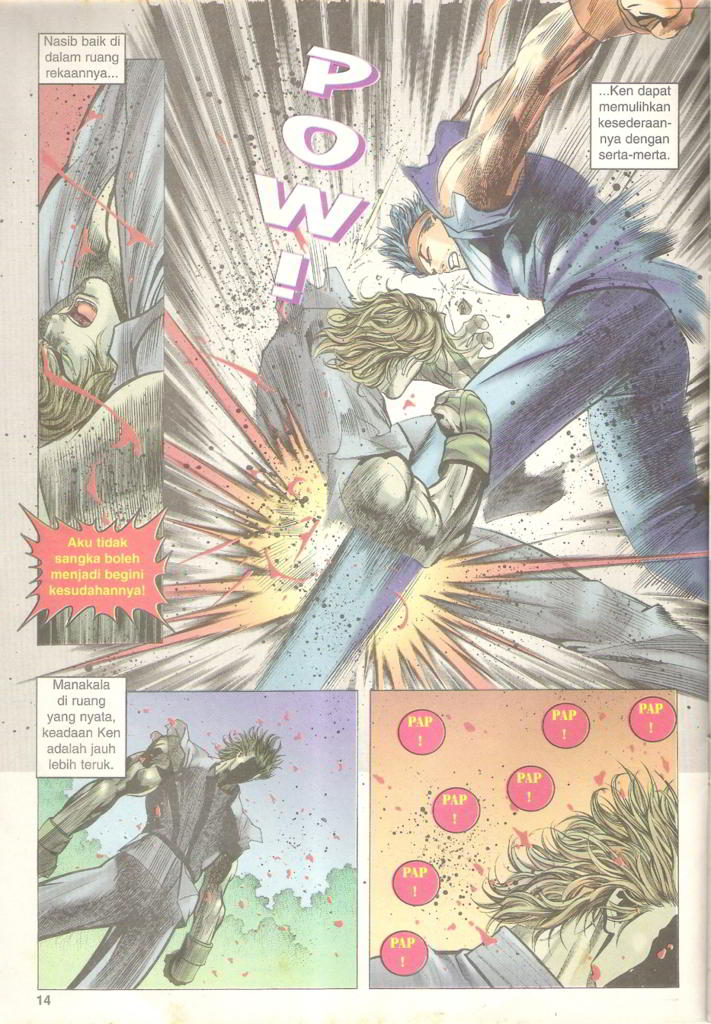 Nasib baik di
dalam ruang
rekaannya...
POW!
...Ken dapat
memulihkan
kesederaan-
nya dengan
serta-merta.
Aku tidak
sangka boleh
menjadi begini
kesudahannya!
Manakala
di ruang
yang nyata,
keadaan Ken
adalah jauh
lebih teruk.
PAP
!
PAP
!
PAP
!
PAP
!
PAP
!
PAP
!
PAP
!
14